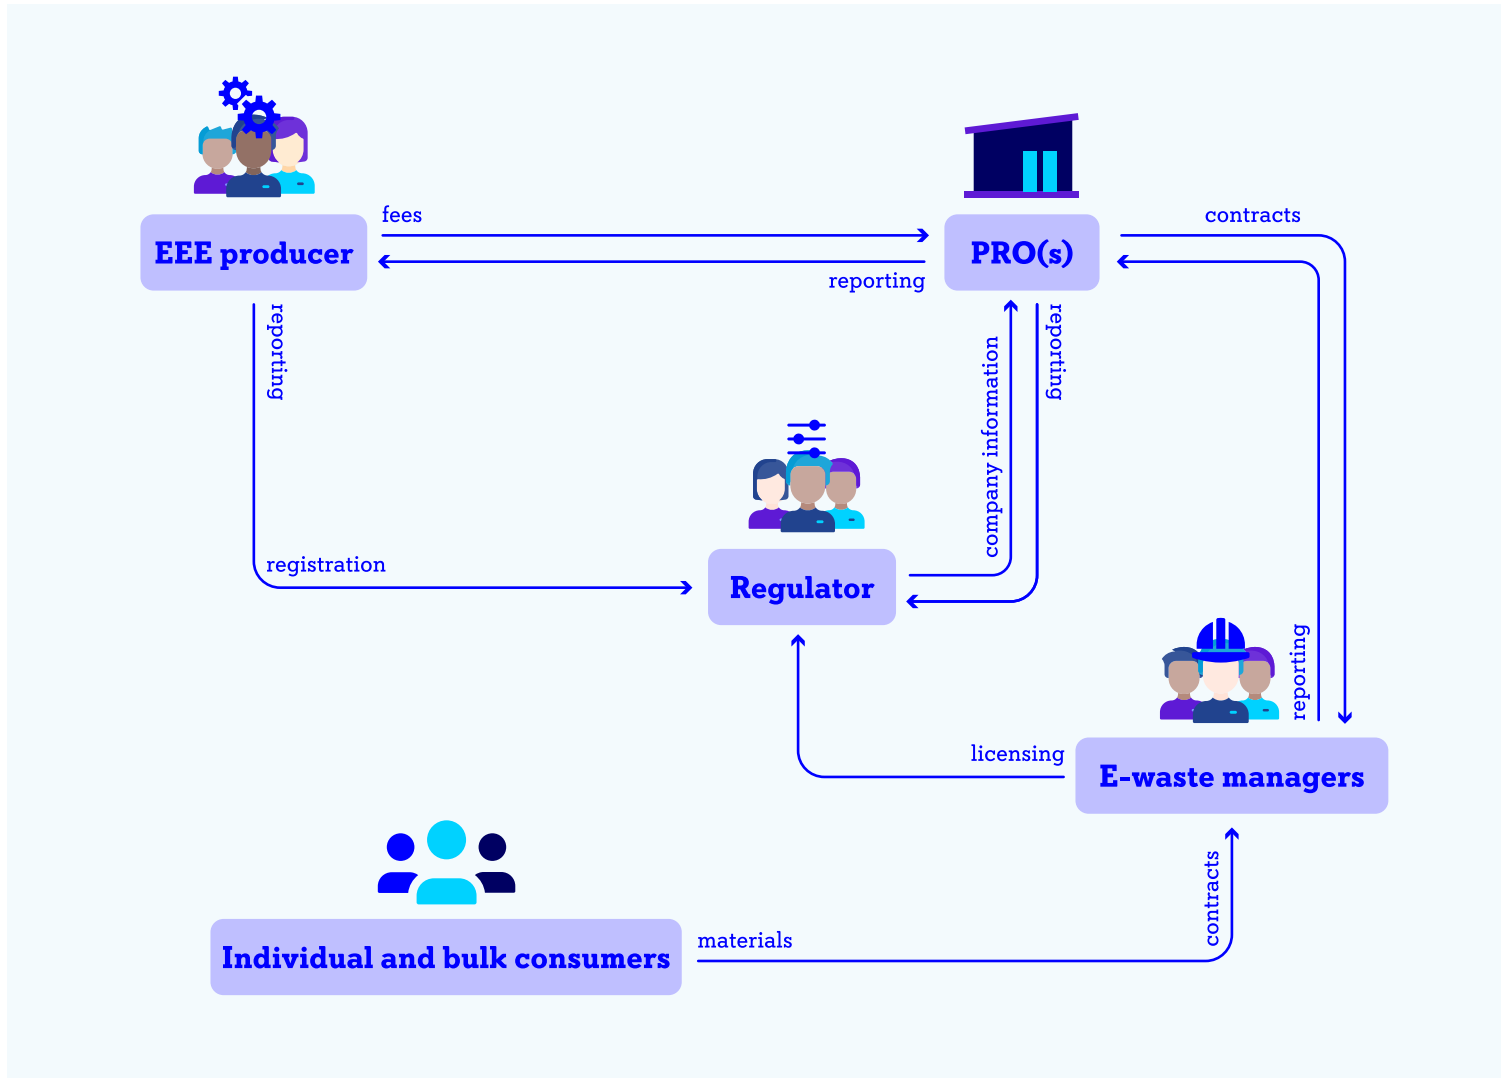 fees
contracts
EEE producer
PRO(s)
reporting
reporting
reporting
company information
registration
Regulator
reporting
licensing
E-waste managers
contracts
materials
Individual and bulk consumers